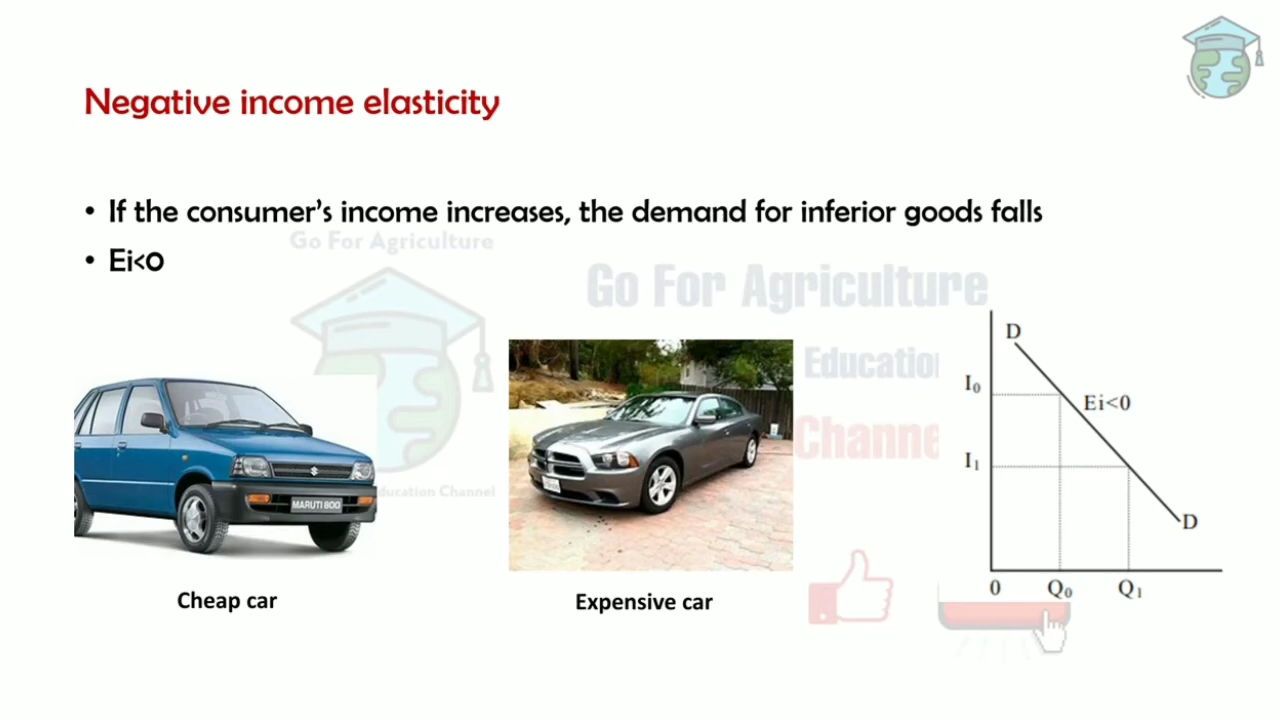 Negative income elasticity
• If the consumer's income increases, the demand for inferior goods falls
Go For Agriculture
• Ei<0
Go For Agriculture
Education
Channel
ducation Channel
MARUTI 800
D
I₀
Ei<0
I₁
D
0 Q₀ Q₁
Cheap car
Expensive car